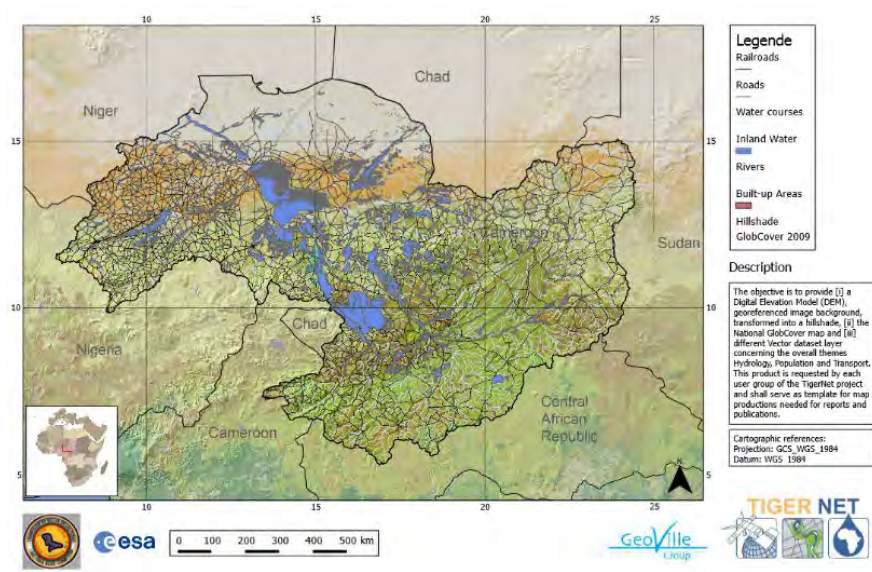 10
15
20
25
Legende
Railroads
Roads
Water courses
Inland Water
Rivers
Built-up Areas
Hillshade
GlobCover 2009
Chad
Niger
15
15
Cameroon
Sudan
10
10
Chad
Nigeria
Cameroon
Central
African
Republic
5
5
N
10
15
20
25
Description
The objective is to provide [i] a
Digital Elevation Model (DEM),
georeferenced image background,
transformed into a hillshade, [ii] the
National GlobCover map and [iii]
different Vector dataset layer
concerning the overall themes
Hydrology, Population and Transport.
This product is requested by each
user group of the TigerNet project
and shall serve as template for map
productions needed for reports and
publications.
Cartographic references:
Projection: GCS_WGS_1984
Datum: WGS_1984
esa
0 100 200 300 400 500 km
GeoVille
Group
TIGER NET